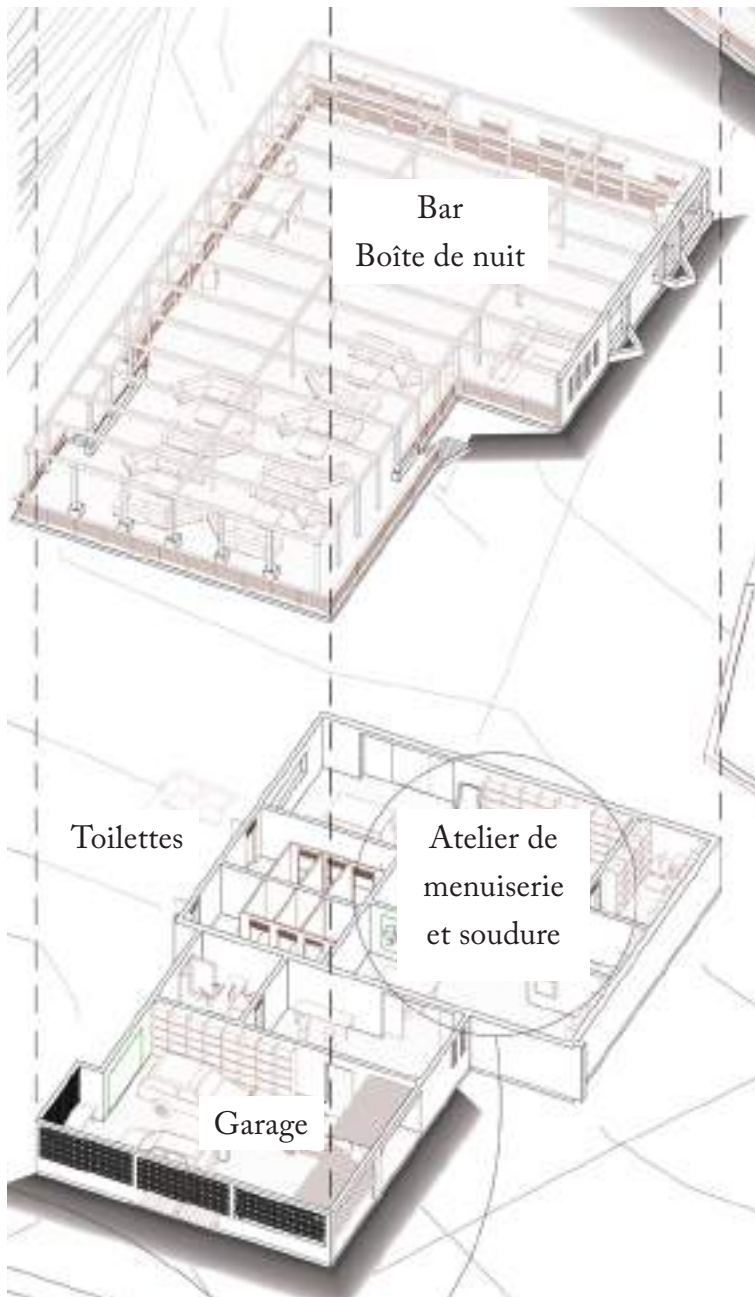 Bar
Boîte de nuit
Toilettes
Atelier de
menuiserie
et soudure
Garage